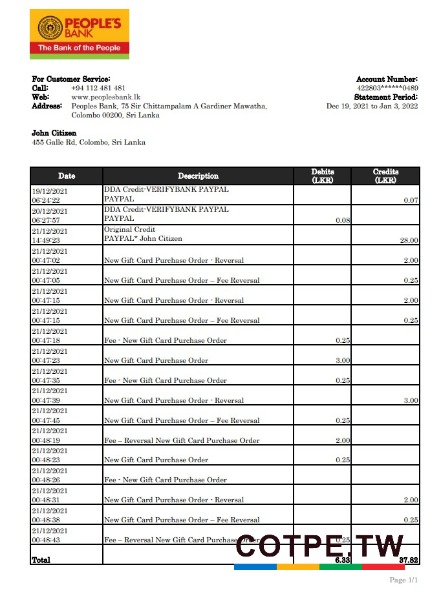 PEOPLE'S
BANK
The Bank of the People
For Customer Service:
Call: +94 112 481 481
Web: www.peoplesbank.lk
Address: Peoples Bank, 75 Sir Chittampalam A Gardiner Mawatha,
Colombo 00200, Sri Lanka
Account Number:
422803******0489
Statement Period:
Dec 19, 2021 to Jan 3, 2022
John Citizen
455 Galle Rd, Colombo, Sri Lanka
Date Description Debits (LKR) Credits (LKR)
19/12/2021 DDA Credit-VERIFYBANK PAYPAL
06:24:22 PAYPAL 0.07
20/12/2021 DDA Credit-VERIFYBANK PAYPAL
06:27:57 PAYPAL 0.08
21/12/2021 Original Credit
14:49:23 PAYPAL* John Citizen 28.00
21/12/2021
00:47:02 New Gift Card Purchase Order - Reversal 2.00
21/12/2021
00:47:05 New Gift Card Purchase Order – Fee Reversal 0.25
21/12/2021
00:47:15 New Gift Card Purchase Order - Reversal 2.00
21/12/2021
00:47:15 New Gift Card Purchase Order – Fee Reversal 0.25
21/12/2021
00:47:18 Fee - New Gift Card Purchase Order 0.25
21/12/2021
00:47:23 New Gift Card Purchase Order 3.00
21/12/2021
00:47:35 Fee - New Gift Card Purchase Order 0.25
21/12/2021
00:47:39 New Gift Card Purchase Order - Reversal 3.00
21/12/2021
00:47:45 New Gift Card Purchase Order – Fee Reversal 0.25
21/12/2021
00:48:19 Fee – Reversal New Gift Card Purchase Order 2.00
21/12/2021
00:48:23 New Gift Card Purchase Order 0.25
21/12/2021
00:48:26 Fee - New Gift Card Purchase Order
21/12/2021
00:48:31 New Gift Card Purchase Order - Reversal 2.00
21/12/2021
00:48:38 New Gift Card Purchase Order – Fee Reversal 0.25
21/12/2021
00:48:43 Fee – Reversal New Gift Card Purchase Order 0.25
COTPE.TW
Total 6.33 37.82
Page 1/1